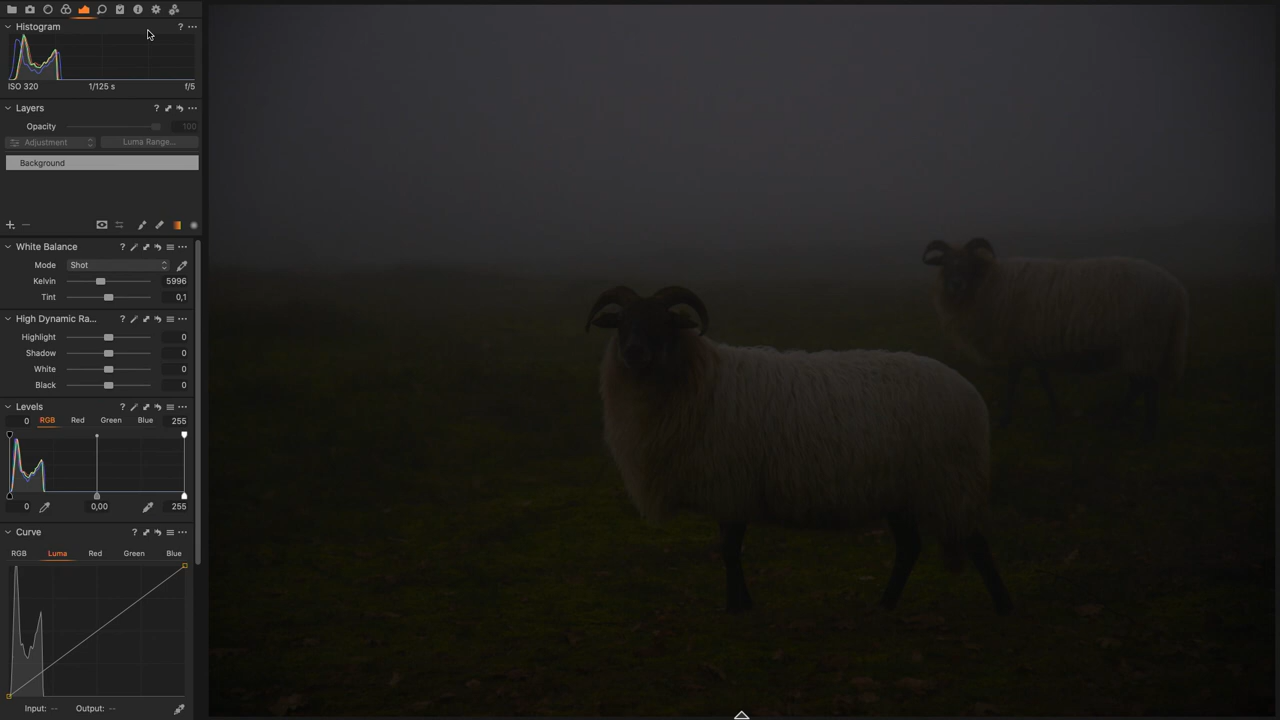 Histogram ? ...
ISO 320 1/125 s f/5
Layers ? ...
Opacity 100
Adjustment Luma Range...
Background
White Balance ? ...
Mode Shot
Kelvin 5996
Tint 0,1
High Dynamic Ra... ? ...
Highlight 0
Shadow 0
White 0
Black 0
Levels ? ...
0 RGB Red Green Blue 255
0 0,00 255
Curve ? ...
RGB Luma Red Green Blue
Input: -- Output: --